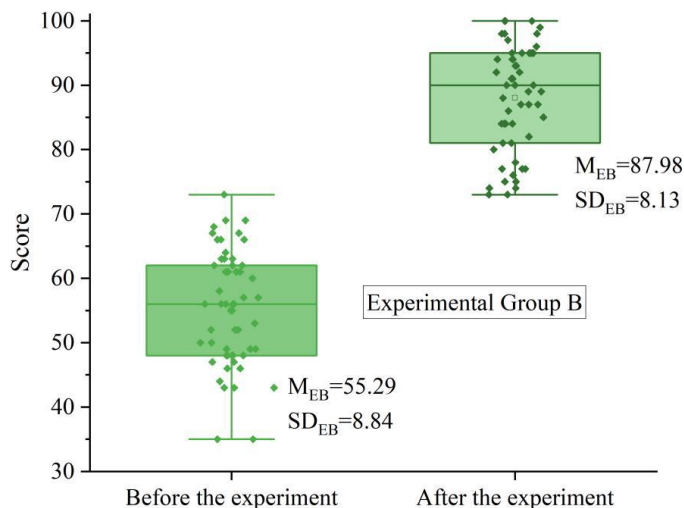 100
90
80
70
60
50
40
30
Score
M_EB=87.98
SD_EB=8.13
Experimental Group B
M_EB=55.29
SD_EB=8.84
Before the experiment
After the experiment